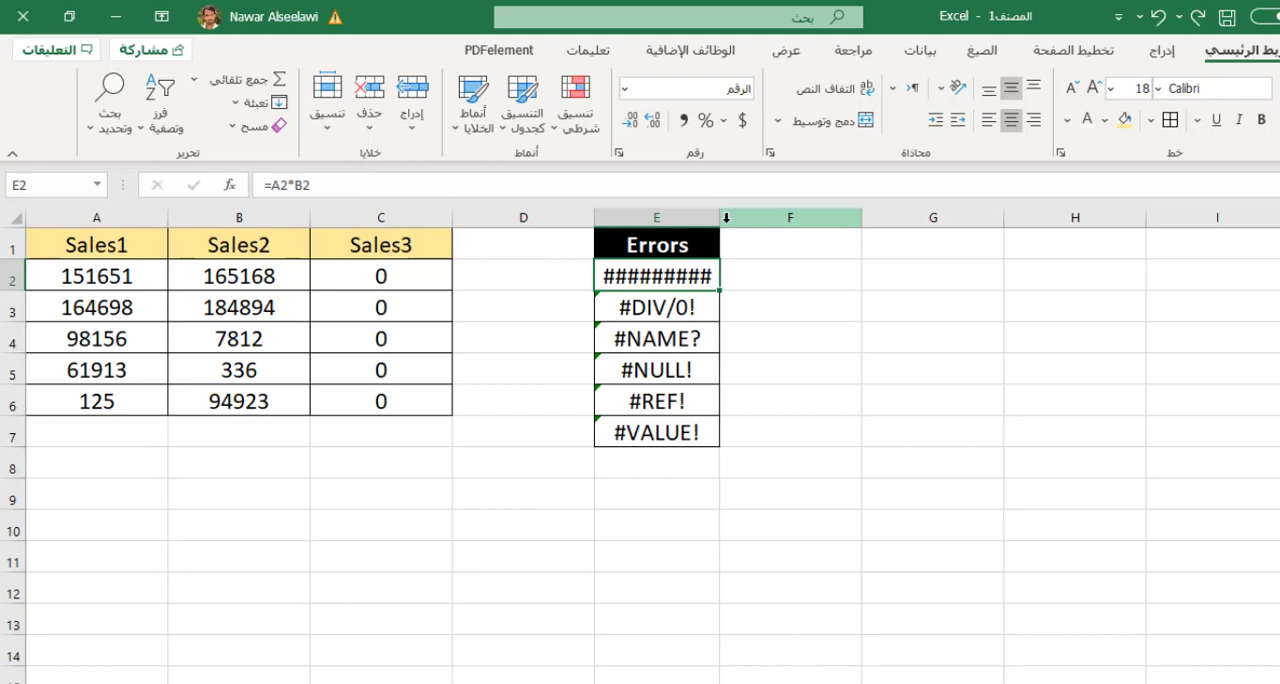 Nawar Alseelawi
بحث
المصنف1 - Excel
الشريط الرئيسي
إدراج
تخطيط الصفحة
الصيغ
بيانات
مراجعة
عرض
الوظائف الإضافية
تعليمات
PDFelement
مشاركة
التعليقات
Calibri 18
B I U
خط
التفاف النص
دمج وتوسيط
محاذاة
الرقم
$ %
رقم
تنسيق شرطي
التنسيق كجدول
أنماط الخلايا
أنماط
إدراج
حذف
تنسيق
خلايا
جمع تلقائي
تعبئة
مسح
فرز وتصفية
بحث وتحديد
تحرير
E2 fx =A2*B2
A B C D E F G H I
1 Sales1 Sales2 Sales3 Errors
2 151651 165168 0 #########
3 164698 184894 0 #DIV/0!
4 98156 7812 0 #NAME?
5 61913 336 0 #NULL!
6 125 94923 0 #REF!
7 #VALUE!
8
9
10
11
12
13
14